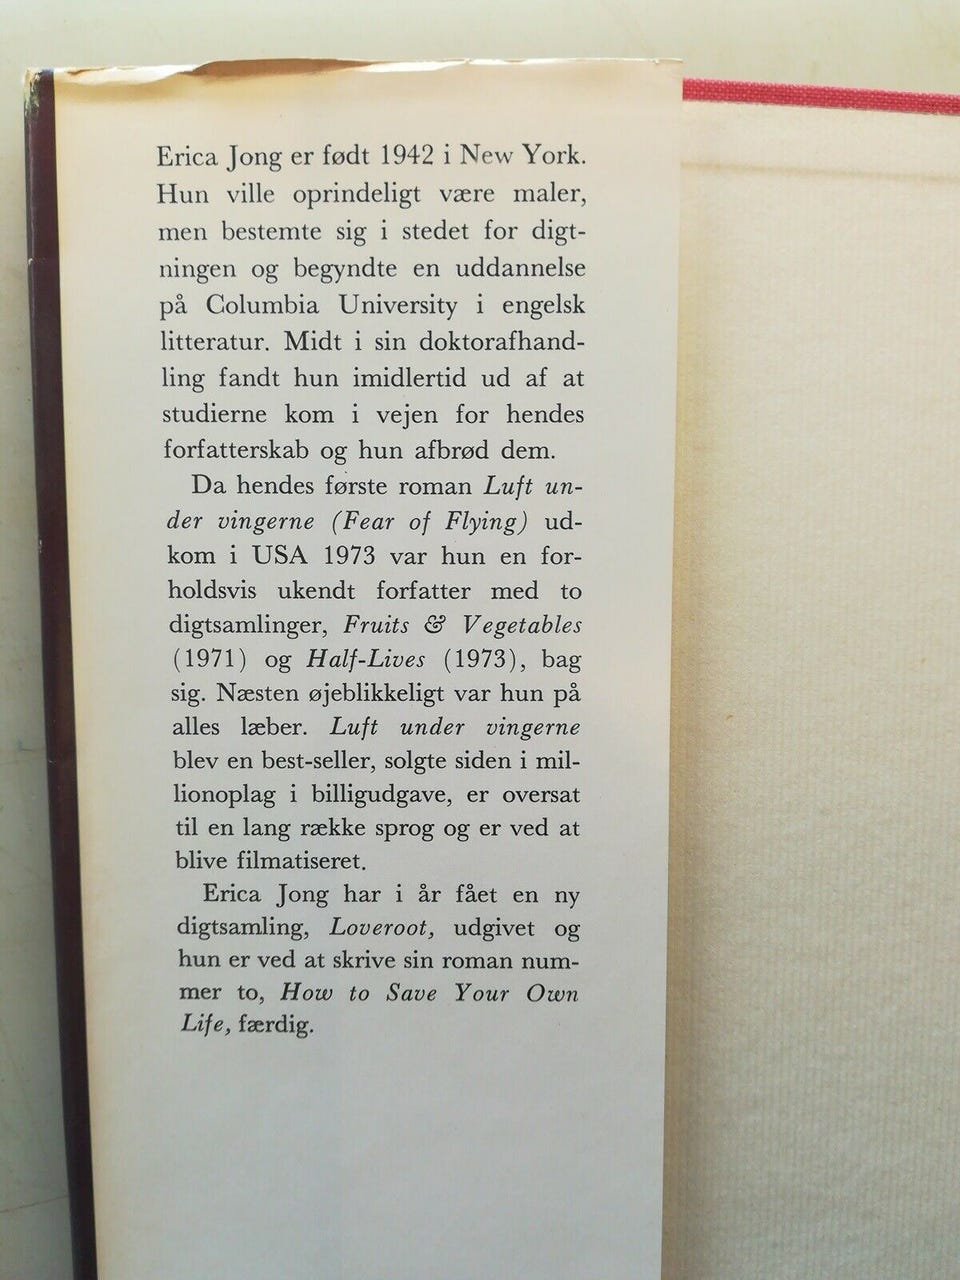 Erica Jong er født 1942 i New York.
Hun ville oprindeligt være maler,
men bestemte sig i stedet for digt-
ningen og begyndte en uddannelse
på Columbia University i engelsk
litteratur. Midt i sin doktorafhand-
ling fandt hun imidlertid ud af at
studierne kom i vejen for hendes
forfatterskab og hun afbrød dem.
Da hendes første roman Luft un-
der vingerne (Fear of Flying) ud-
kom i USA 1973 var hun en for-
holdsvis ukendt forfatter med to
digtsamlinger, Fruits & Vegetables
(1971) og Half-Lives (1973), bag
sig. Næsten øjeblikkeligt var hun på
alles læber. Luft under vingerne
blev en best-seller, solgte siden i mil-
lionoplag i billigudgave, er oversat
til en lang række sprog og er ved at
blive filmatiseret.
Erica Jong har i år fået en ny
digtsamling, Loveroot, udgivet og
hun er ved at skrive sin roman num-
mer to, How to Save Your Own
Life, færdig.